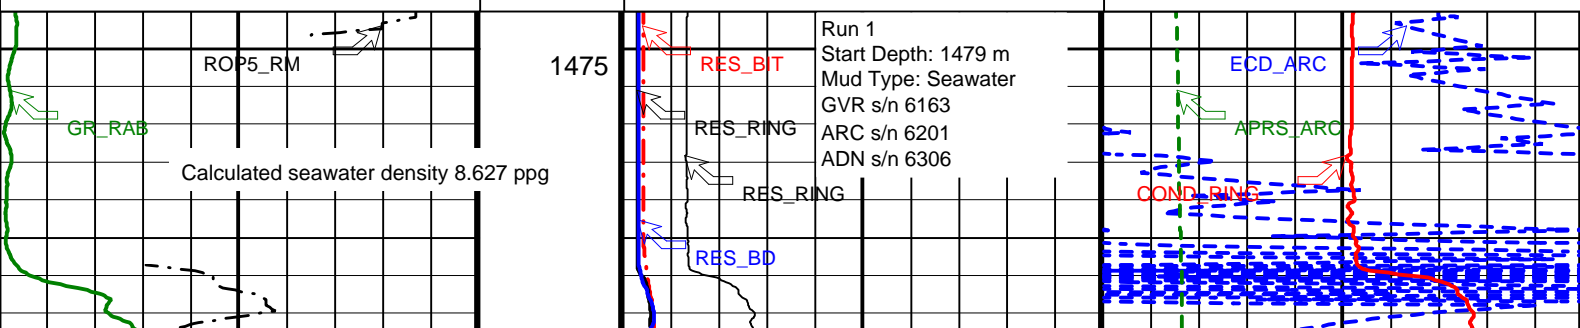 ROP5_RM
GR_RAB
Calculated seawater density 8.627 ppg
1475
RES_BIT
RES_RING
RES_RING
RES_BD
Run 1
Start Depth: 1479 m
Mud Type: Seawater
GVR s/n 6163
ARC s/n 6201
ADN s/n 6306
ECD_ARC
APRS_ARC
COND_RING